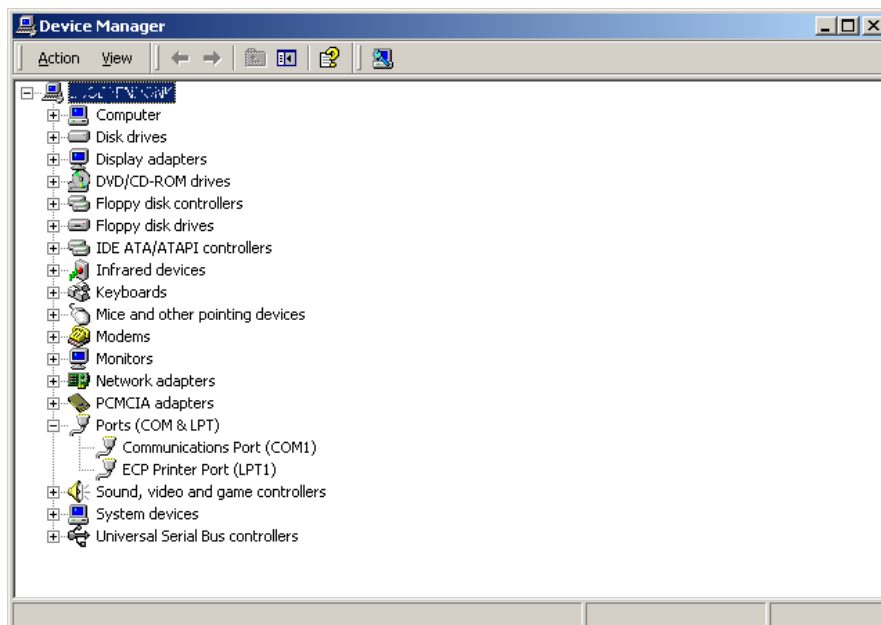 Device Manager
Action View
Computer
Disk drives
Display adapters
DVD/CD-ROM drives
Floppy disk controllers
Floppy disk drives
IDE ATA/ATAPI controllers
Infrared devices
Keyboards
Mice and other pointing devices
Modems
Monitors
Network adapters
PCMCIA adapters
Ports (COM & LPT)
Communications Port (COM1)
ECP Printer Port (LPT1)
Sound, video and game controllers
System devices
Universal Serial Bus controllers